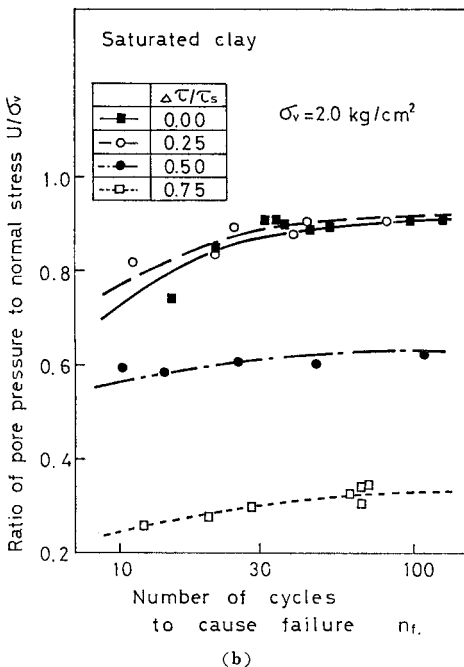 Saturated clay
Δτ/τs
0.00
0.25
0.50
0.75
σv = 2.0 kg/cm²
Ratio of pore pressure to normal stress U/σv
1.0
0.8
0.6
0.3
0.2
10
30
100
Number of cycles
to cause failure nf.
(b)